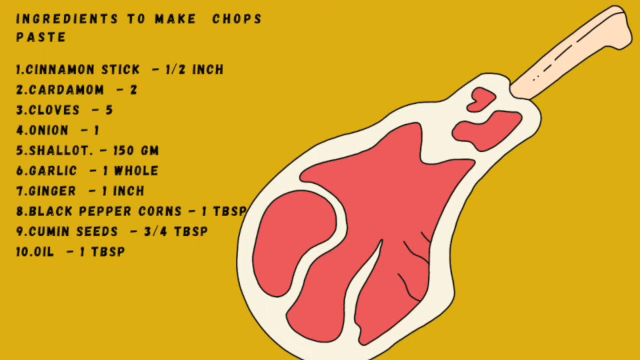 INGREDIENTS TO MAKE CHOPS
PASTE
1.CINNAMON STICK - 1/2 INCH
2.CARDAMOM - 2
3.CLOVES - 5
4.ONION - 1
5.SHALLOT. - 150 GM
6.GARLIC - 1 WHOLE
7.GINGER - 1 INCH
8.BLACK PEPPER CORNS - 1 TBSP
9.CUMIN SEEDS - 3/4 TBSP
10.OIL - 1 TBSP